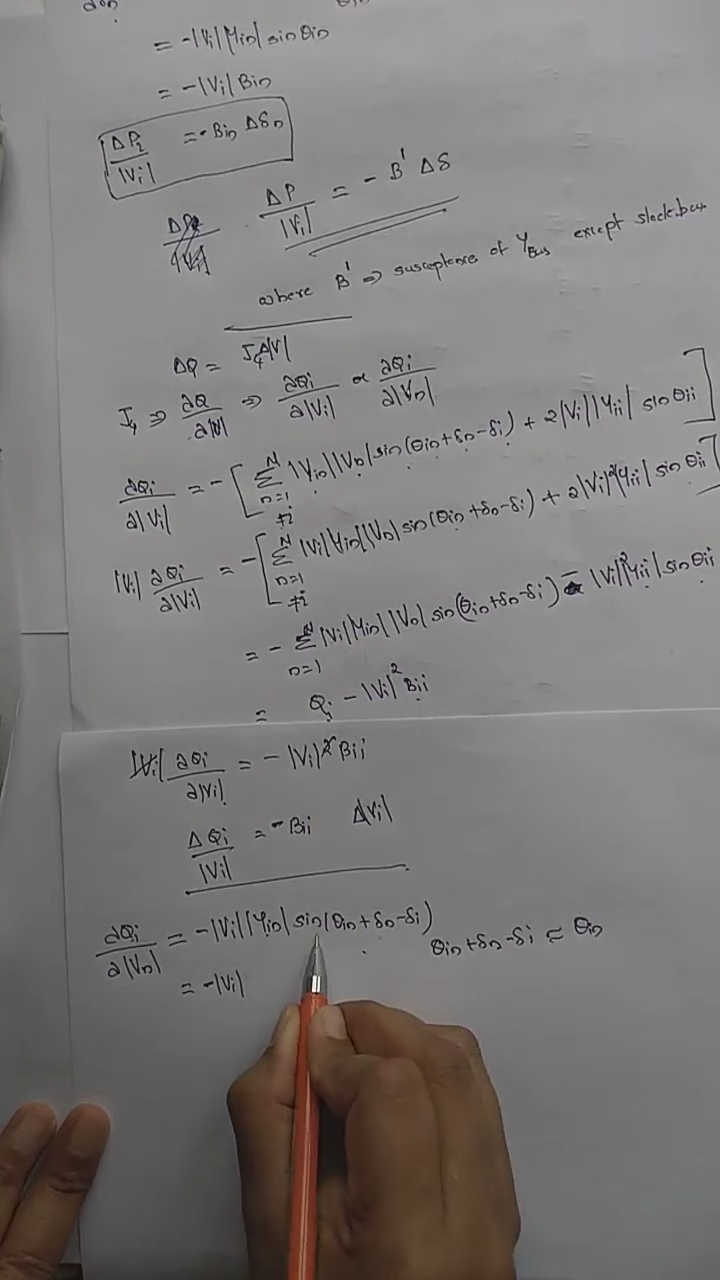 = -|Vi| |Yin| sin θin
= -|Vi| Bin
ΔPi/|Vi| = - Bin Δδn
ΔP/|Vi| = - B' Δδ
where B' ⇒ susceptence of YBus except slack bus
ΔQ = J4 Δ|V|
J4 ⇒ ∂Q/∂|V| ⇒ ∂Qi/∂|Vi| & ∂Qi/∂|Vn|
∂Qi/∂|Vi| = - [ Σ N n=1 ≠i |Yin| |Vn| sin(θin+δn-δi) + 2|Vi| |Yii| sin θii ]
|Vi| ∂Qi/∂|Vi| = - [ Σ N n=1 ≠i |Vi| |Yin| |Vn| sin(θin+δn-δi) + 2|Vi|² |Yii| sin θii ]
= - Σ N n=1 |Vi| |Yin| |Vn| sin(θin+δn-δi) - |Vi|² |Yii| sin θii
= Qi - |Vi|² Bii
|Vi| ∂Qi/∂|Vi| = - |Vi|² Bii
ΔQi/|Vi| = - Bii Δ|Vi|
∂Qi/∂|Vn| = -|Vi| |Yin| sin(θin+δn-δi) θin+δn-δi ≈ θin
= -|Vi|